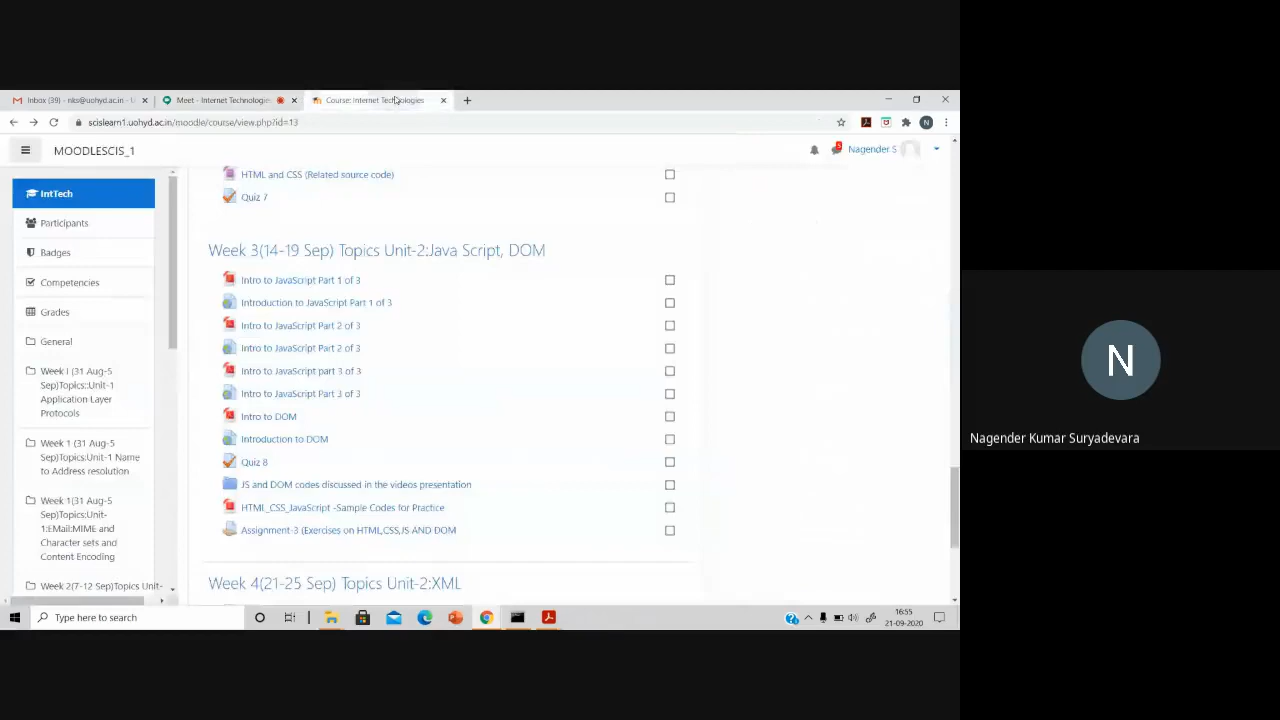 Inbox (39) - nks@uohyd.ac.in - U
Meet - Internet Technologies
Course: Internet Technologies
scislearn1.uohyd.ac.in/moodle/course/view.php?id=13
N
MOODLESCIS_1
Nagender S
IntTech
Participants
Badges
Competencies
Grades
General
Week I (31 Aug-5
Sep)Topics::Unit-1
Application Layer
Protocols
Week 1 (31 Aug-5
Sep)Topics:Unit-1 Name
to Address resolution
Week 1(31 Aug-5
Sep)Topics:Unit-
1:EMail:MIME and
Character sets and
Content Encoding
Week 2(7-12 Sep)Topics Unit-
HTML and CSS (Related source code)
Quiz 7
Week 3(14-19 Sep) Topics Unit-2:Java Script, DOM
Intro to JavaScript Part 1 of 3
Introduction to JavaScript Part 1 of 3
Intro to JavaScript Part 2 of 3
Intro to JavaScript Part 2 of 3
Intro to JavaScript part 3 of 3
Intro to JavaScript Part 3 of 3
Intro to DOM
Introduction to DOM
Quiz 8
JS and DOM codes discussed in the videos presentation
HTML_CSS_JavaScript -Sample Codes for Practice
Assignment-3 (Exercises on HTML,CSS,JS AND DOM
Week 4(21-25 Sep) Topics Unit-2:XML
Type here to search
16:55
21-09-2020
N
Nagender Kumar Suryadevara